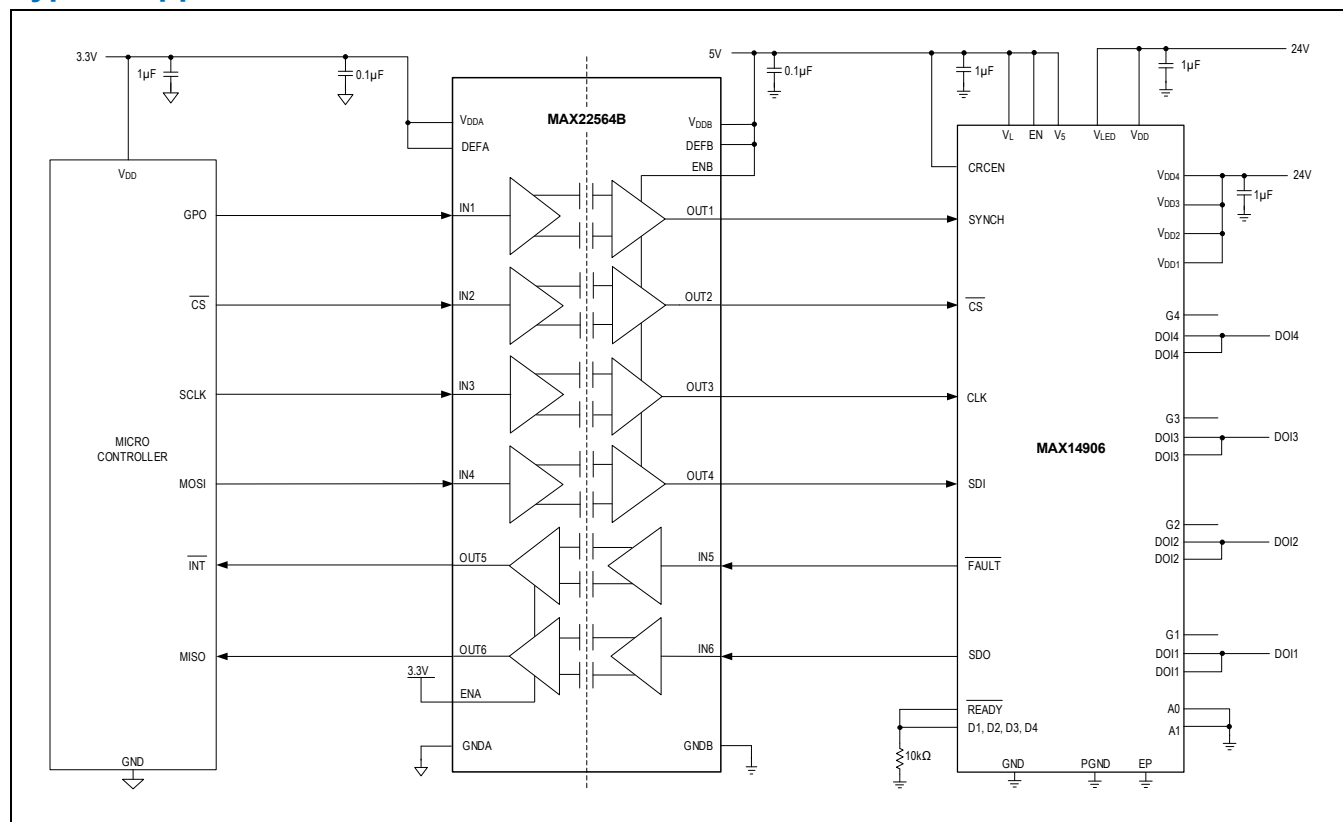 3.3V
1µF
0.1µF
5V
0.1µF
1µF
24V
1µF
MAX22564B
VDDA
DEFA
VDDB
DEFB
ENB
VL
EN
V5
VLED
VDD
CRCEN
VDD4
24V
1µF
VDD3
VDD2
VDD1
VDD
GPO
IN1
OUT1
SYNCH
CS
IN2
OUT2
CS
G4
DOI4
DOI4
DOI4
SCLK
IN3
OUT3
CLK
G3
DOI3
DOI3
DOI3
MICRO
CONTROLLER
MAX14906
MOSI
IN4
OUT4
SDI
G2
DOI2
DOI2
DOI2
INT
OUT5
IN5
FAULT
MISO
OUT6
IN6
SDO
G1
DOI1
DOI1
DOI1
3.3V
ENA
READY
D1, D2, D3, D4
A0
A1
GNDA
GNDB
10kΩ
GND
GND
PGND
EP